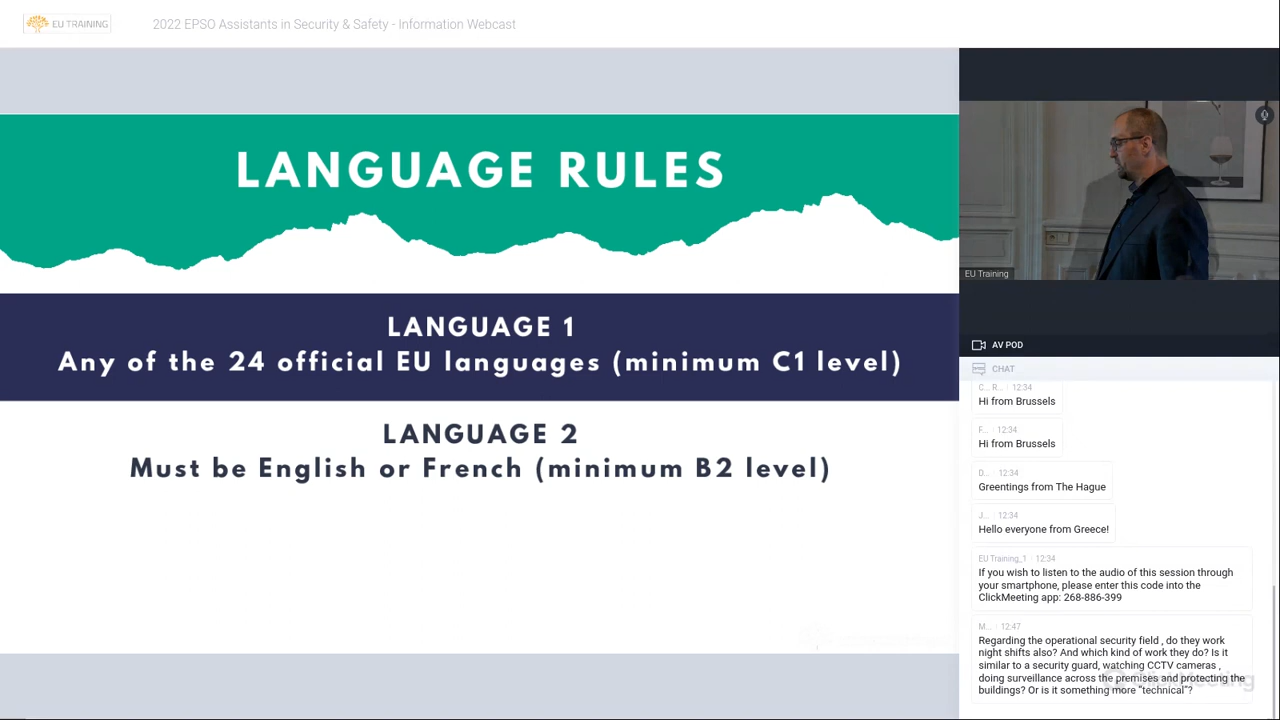 EU TRAINING
2022 EPSO Assistants in Security & Safety - Information Webcast
LANGUAGE RULES
LANGUAGE 1
Any of the 24 official EU languages (minimum C1 level)
LANGUAGE 2
Must be English or French (minimum B2 level)
EU Training
AV POD
CHAT
C... R... 12:34
Hi from Brussels
F... 12:34
Hi from Brussels
D... 12:34
Greentings from The Hague
J... 12:34
Hello everyone from Greece!
EU Training_1 12:34
If you wish to listen to the audio of this session through
your smartphone, please enter this code into the
ClickMeeting app: 268-886-399
M... 12:47
Regarding the operational security field , do they work
night shifts also? And which kind of work they do? Is it
similar to a security guard, watching CCTV cameras ,
doing surveillance across the premises and protecting the
buildings? Or is it something more "technical"?